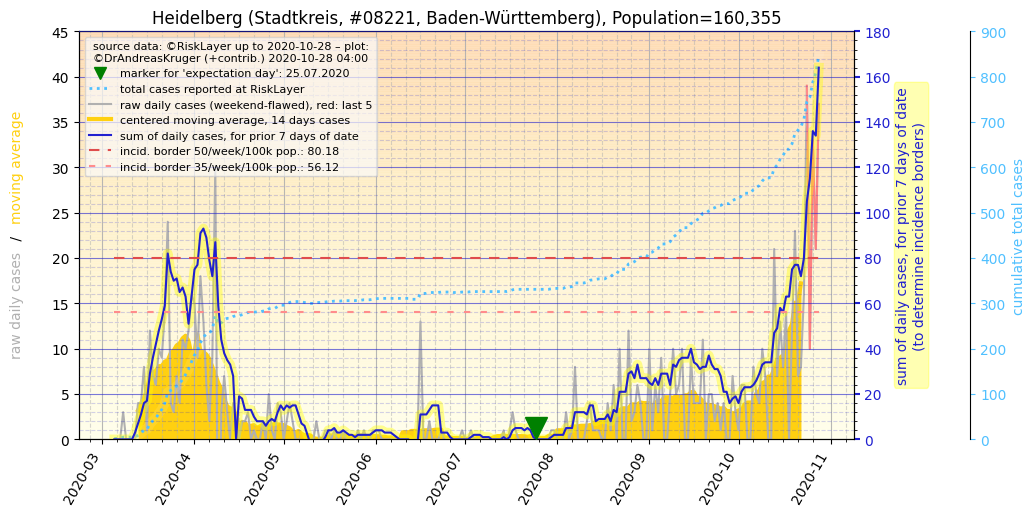 Heidelberg (Stadtkreis, #08221, Baden-Württemberg), Population=160,355
source data: ©RiskLayer up to 2020-10-28 – plot:
©DrAndreasKruger (+contrib.) 2020-10-28 04:00
marker for 'expectation day': 25.07.2020
total cases reported at RiskLayer
raw daily cases (weekend-flawed), red: last 5
centered moving average, 14 days cases
sum of daily cases, for prior 7 days of date
incid. border 50/week/100k pop.: 80.18
incid. border 35/week/100k pop.: 56.12
raw daily cases / moving average
45
40
35
30
25
20
15
10
5
0
180
160
140
120
100
80
60
40
20
0
sum of daily cases, for prior 7 days of date
(to determine incidence borders)
900
800
700
600
500
400
300
200
100
0
cumulative total cases
2020-03
2020-04
2020-05
2020-06
2020-07
2020-08
2020-09
2020-10
2020-11